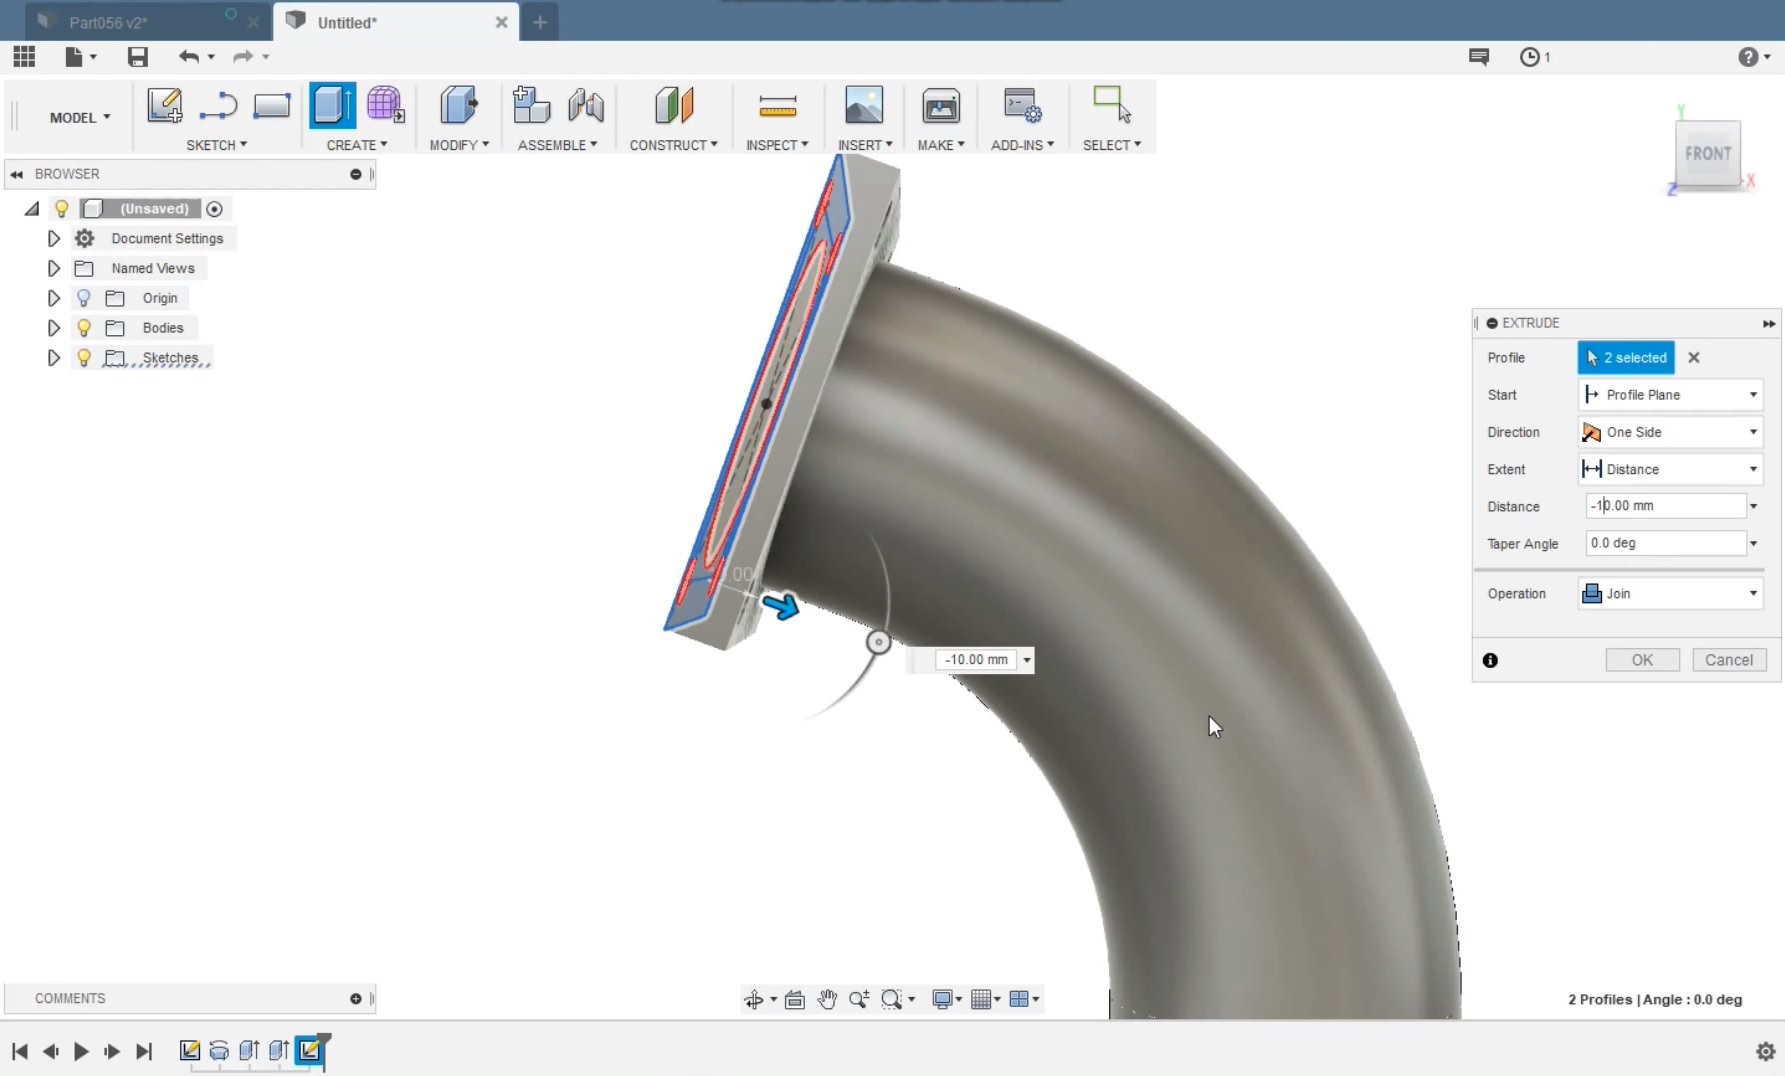 Part056 v2*
Untitled*
1
MODEL
SKETCH
CREATE
MODIFY
ASSEMBLE
CONSTRUCT
INSPECT
INSERT
MAKE
ADD-INS
SELECT
Y
FRONT
Z
X
BROWSER
(Unsaved)
Document Settings
Named Views
Origin
Bodies
Sketches
EXTRUDE
Profile 2 selected
Start Profile Plane
Direction One Side
Extent Distance
Distance -10.00 mm
Taper Angle 0.0 deg
Operation Join
OK Cancel
-10.00 mm
COMMENTS
2 Profiles | Angle : 0.0 deg